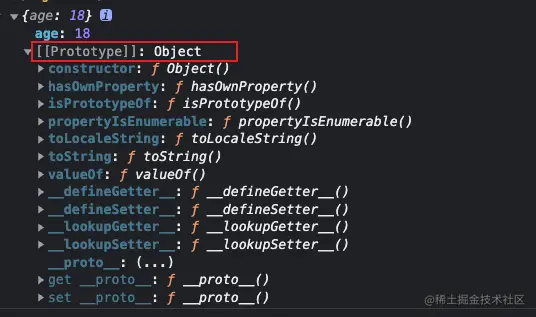 {age: 18} i
age: 18
[[Prototype]]: Object
constructor: ƒ Object()
hasOwnProperty: ƒ hasOwnProperty()
isPrototypeOf: ƒ isPrototypeOf()
propertyIsEnumerable: ƒ propertyIsEnumerable()
toLocaleString: ƒ toLocaleString()
toString: ƒ toString()
valueOf: ƒ valueOf()
__defineGetter__: ƒ __defineGetter__()
__defineSetter__: ƒ __defineSetter__()
__lookupGetter__: ƒ __lookupGetter__()
__lookupSetter__: ƒ __lookupSetter__()
__proto__: (...)
get __proto__: ƒ __proto__()
set __proto__: ƒ __proto__()
@稀土掘金技术社区